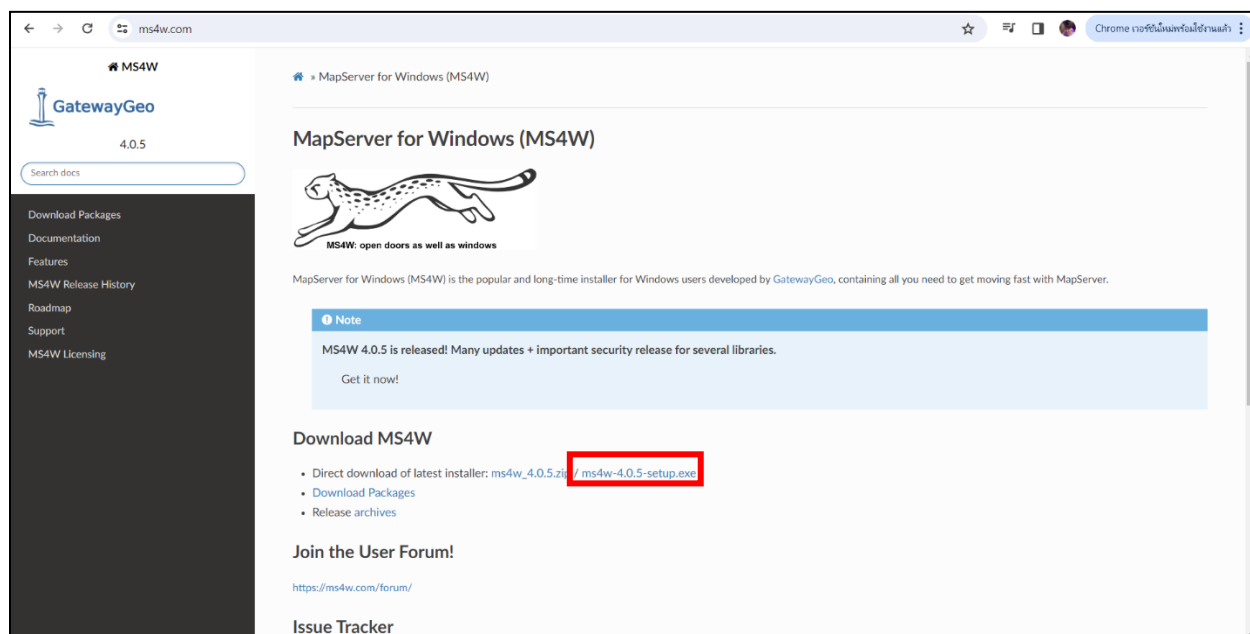 ms4w.com
Chrome เวอร์ชันใหม่พร้อมใช้งานแล้ว
MS4W
GatewayGeo
4.0.5
Search docs
Download Packages
Documentation
Features
MS4W Release History
Roadmap
Support
MS4W Licensing
» MapServer for Windows (MS4W)
MapServer for Windows (MS4W)
MS4W: open doors as well as windows
MapServer for Windows (MS4W) is the popular and long-time installer for Windows users developed by GatewayGeo, containing all you need to get moving fast with MapServer.
Note
MS4W 4.0.5 is released! Many updates + important security release for several libraries.
Get it now!
Download MS4W
• Direct download of latest installer: ms4w_4.0.5.zip / ms4w-4.0.5-setup.exe
• Download Packages
• Release archives
Join the User Forum!
https://ms4w.com/forum/
Issue Tracker